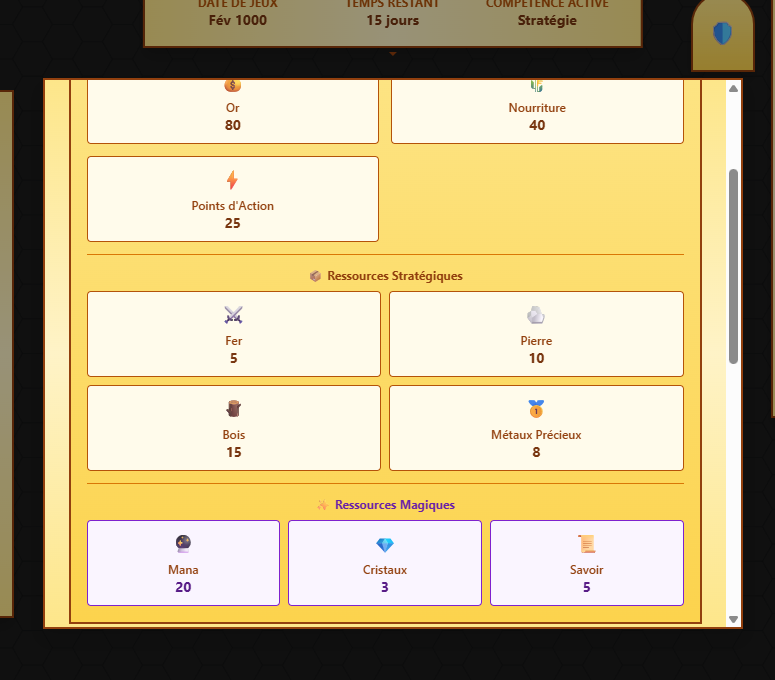 DATE DE JEUX
TEMPS RESTANT
COMPÉTENCE ACTIVE
Fév 1000
15 jours
Stratégie
Or
80
Nourriture
40
Points d'Action
25
Ressources Stratégiques
Fer
5
Pierre
10
Bois
15
Métaux Précieux
8
Ressources Magiques
Mana
20
Cristaux
3
Savoir
5